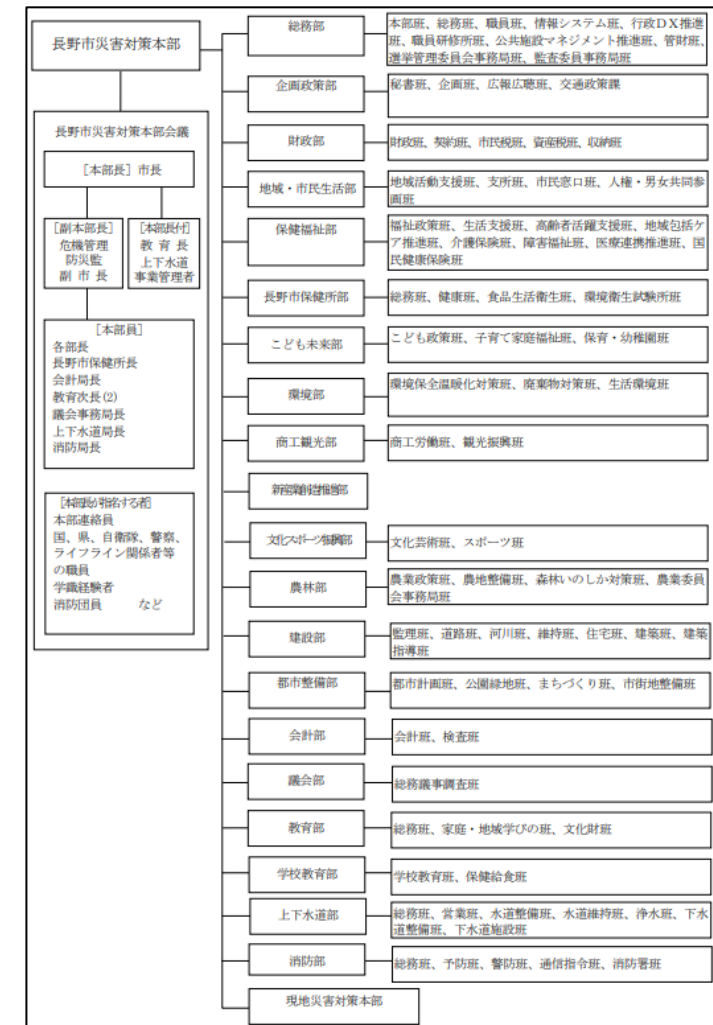 長野市災害対策本部
長野市災害対策本部会議
［本部長］市長
［副本部長］
危機管理
防災監
副市長
［本部長付］
教育長
上下水道
事業管理者
［本部員］
各部長
長野市保健所長
会計局長
教育次長(2)
議会事務局長
上下水道局長
消防局長
［本部長が指名する者］
本部連絡員
国、県、自衛隊、警察、
ライフライン関係者等
の職員
学識経験者
消防団員　など
総務部
本部班、総務班、職員班、情報システム班、行政DX推進
班、職員研修所班、公共施設マネジメント推進班、管財班、
選挙管理委員会事務局班、監査委員事務局班
企画政策部
秘書班、企画班、広報広聴班、交通政策課
財政部
財政班、契約班、市民税班、資産税班、収納班
地域・市民生活部
地域活動支援班、支所班、市民窓口班、人権・男女共同参
画班
保健福祉部
福祉政策班、生活支援班、高齢者活躍支援班、地域包括ケ
ア推進班、介護保険班、障害福祉班、医療連携推進班、国
民健康保険班
長野市保健所部
総務班、健康班、食品生活衛生班、環境衛生試験所班
こども未来部
こども政策班、子育て家庭福祉班、保育・幼稚園班
環境部
環境保全温暖化対策班、廃棄物対策班、生活環境班
商工観光部
商工労働班、観光振興班
新産業創造推進部
文化スポーツ振興部
文化芸術班、スポーツ班
農林部
農業政策班、農地整備班、森林いのしか対策班、農業委員
会事務局班
建設部
監理班、道路班、河川班、維持班、住宅班、建築班、建築
指導班
都市整備部
都市計画班、公園緑地班、まちづくり班、市街地整備班
会計部
会計班、検査班
議会部
総務議事調査班
教育部
総務班、家庭・地域学びの班、文化財班
学校教育部
学校教育班、保健給食班
上下水道部
総務班、営業班、水道整備班、水道維持班、浄水班、下水
道整備班、下水道施設班
消防部
総務班、予防班、警防班、通信指令班、消防署班
現地災害対策本部